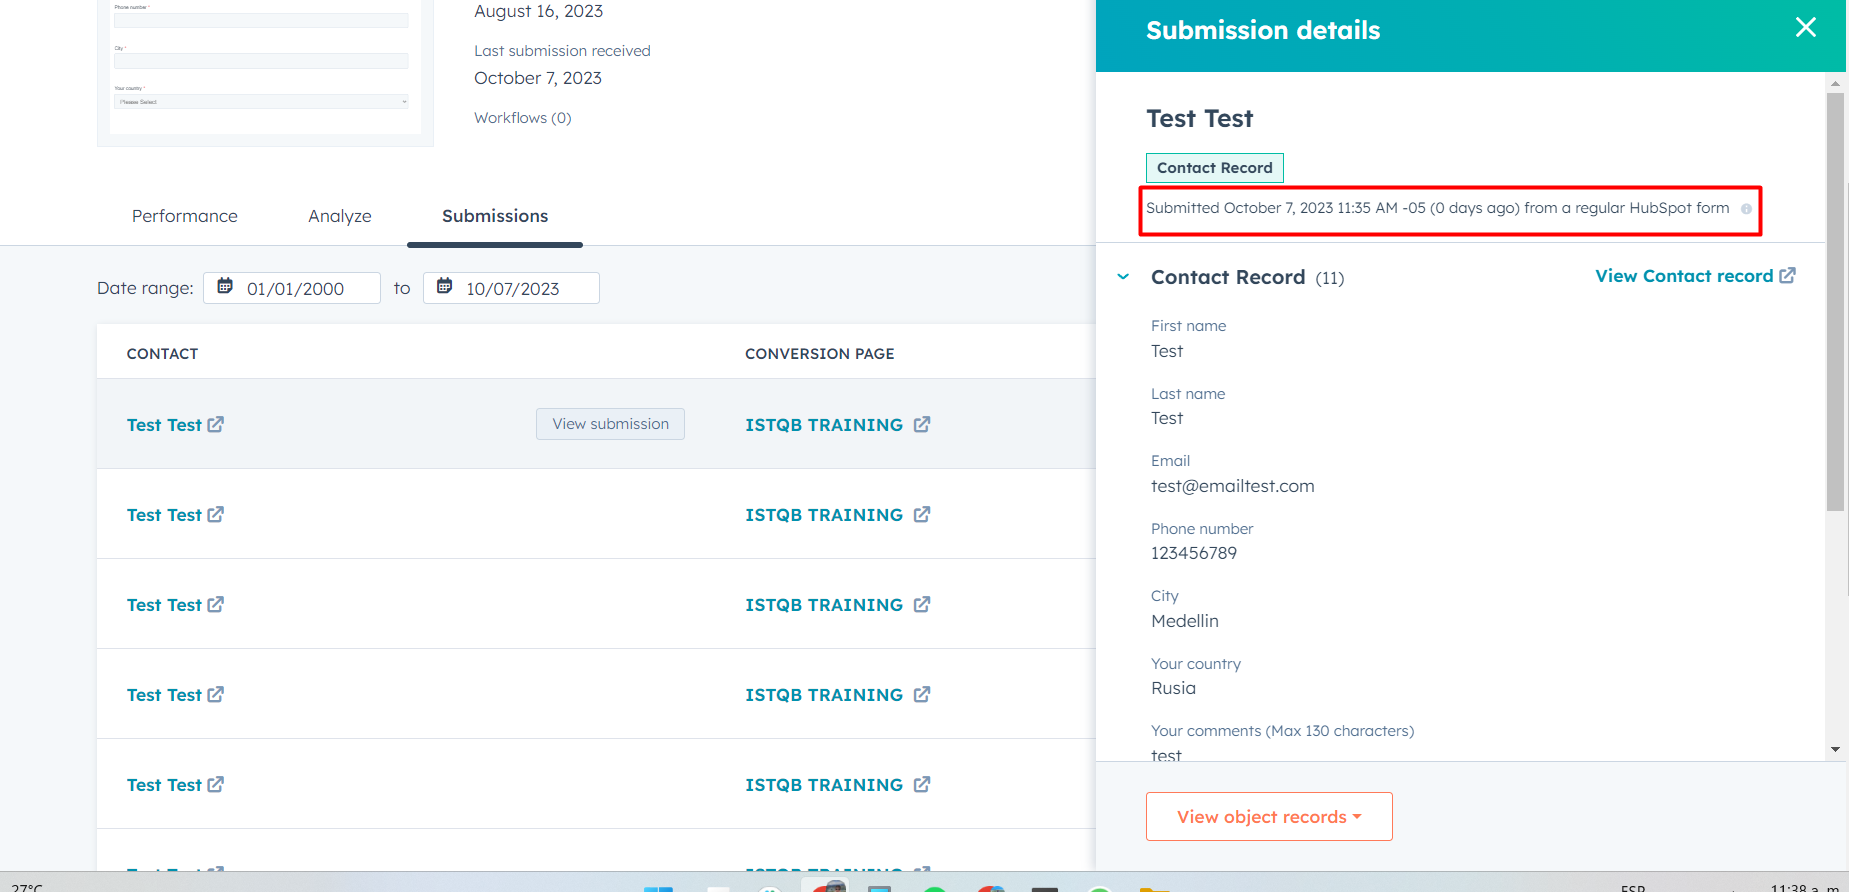 Phone number *
City *
Your country *
Please Select
August 16, 2023
Last submission received
October 7, 2023
Workflows (0)
Performance
Analyze
Submissions
Date range:
01/01/2000
to
10/07/2023
CONTACT
CONVERSION PAGE
Test Test
View submission
ISTQB TRAINING
Test Test
ISTQB TRAINING
Test Test
ISTQB TRAINING
Test Test
ISTQB TRAINING
Test Test
ISTQB TRAINING
Test Test
ISTQB TRAINING
Submission details
Test Test
Contact Record
Submitted October 7, 2023 11:35 AM -05 (0 days ago) from a regular HubSpot form
Contact Record (11)
View Contact record
First name
Test
Last name
Test
Email
test@emailtest.com
Phone number
123456789
City
Medellin
Your country
Rusia
Your comments (Max 130 characters)
test
View object records
27°C
ESP
11:38 a. m.